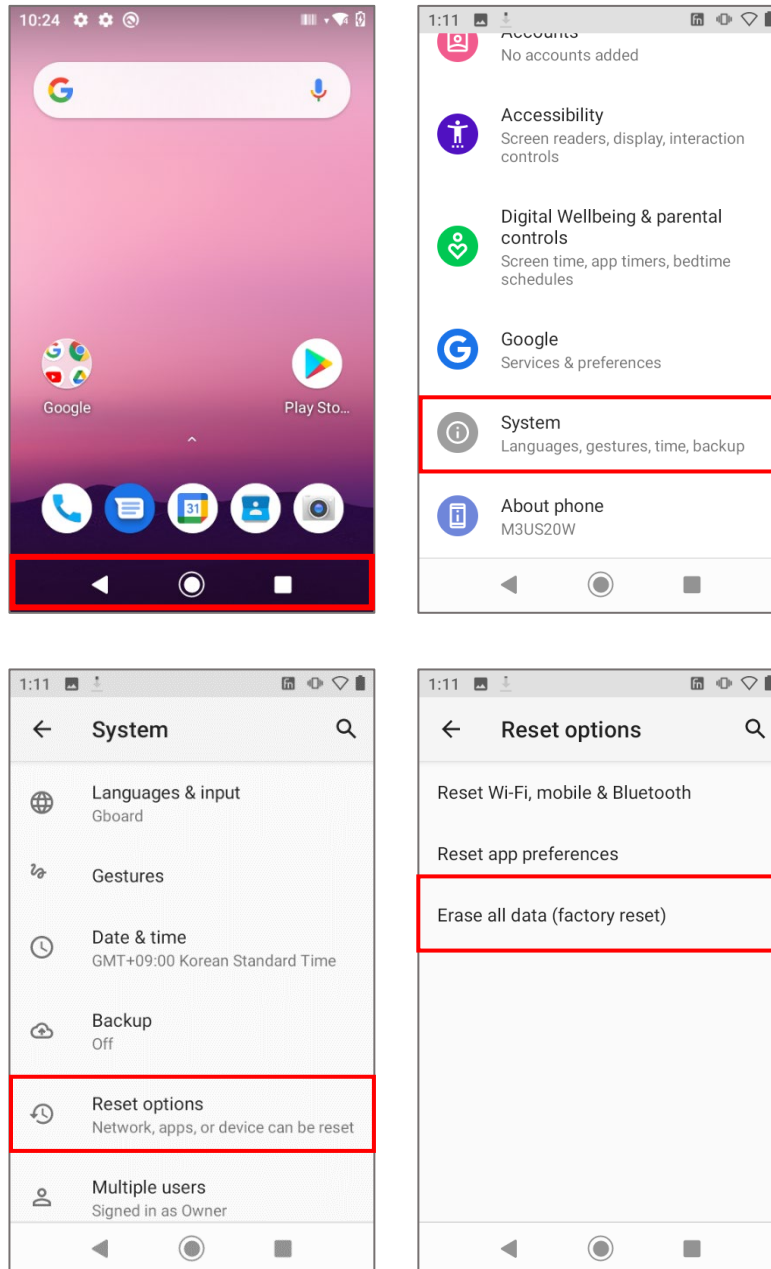 10:24
Google
Play Sto...
31
1:11
Accounts
No accounts added
Accessibility
Screen readers, display, interaction
controls
Digital Wellbeing & parental
controls
Screen time, app timers, bedtime
schedules
Google
Services & preferences
System
Languages, gestures, time, backup
About phone
M3US20W
1:11
System
Languages & input
Gboard
Gestures
Date & time
GMT+09:00 Korean Standard Time
Backup
Off
Reset options
Network, apps, or device can be reset
Multiple users
Signed in as Owner
1:11
Reset options
Reset Wi-Fi, mobile & Bluetooth
Reset app preferences
Erase all data (factory reset)